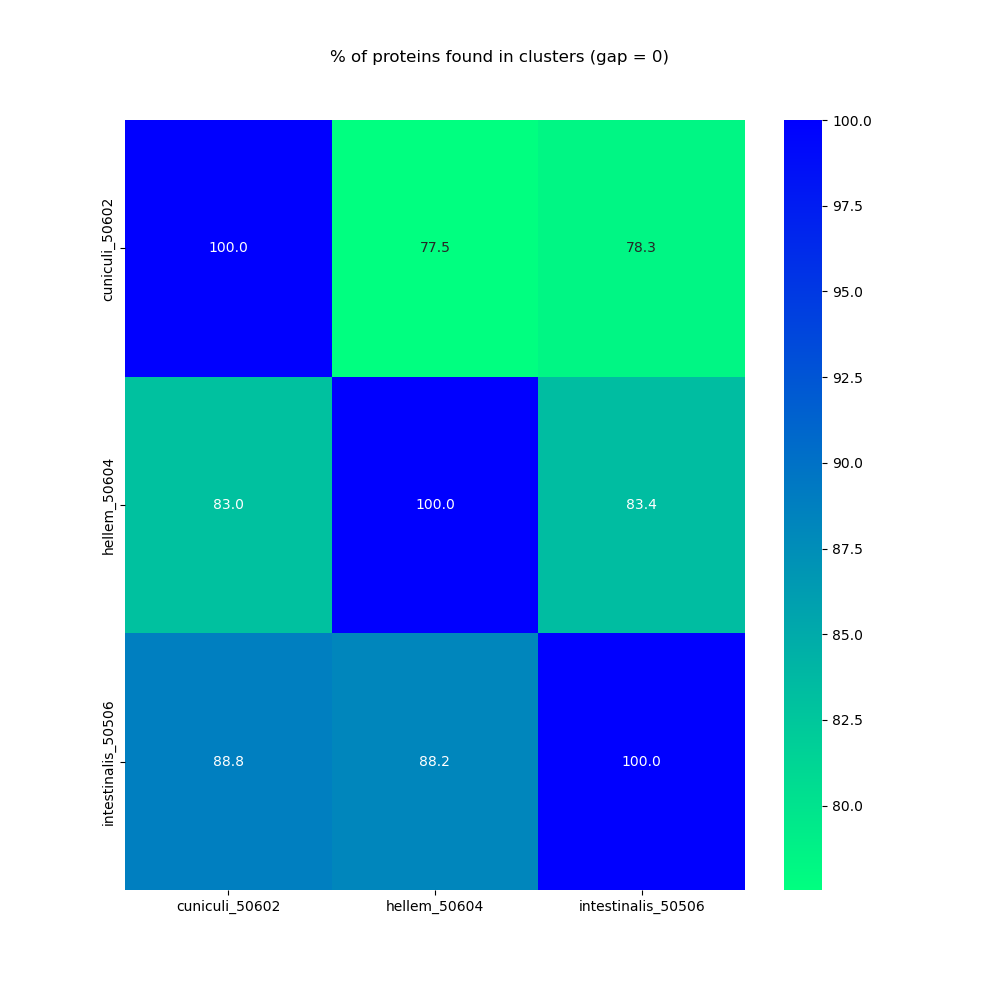 % of proteins found in clusters (gap = 0)
cuniculi_50602
100.0
77.5
78.3
hellem_50604
83.0
100.0
83.4
intestinalis_50506
88.8
88.2
100.0
cuniculi_50602
hellem_50604
intestinalis_50506
100.0
97.5
95.0
92.5
90.0
87.5
85.0
82.5
80.0